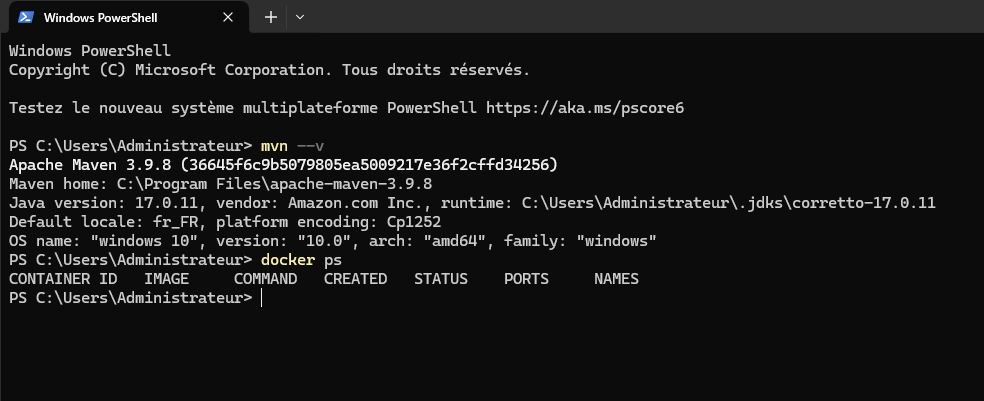 Windows PowerShell
Windows PowerShell
Copyright (C) Microsoft Corporation. Tous droits réservés.
Testez le nouveau système multiplateforme PowerShell https://aka.ms/pscore6
PS C:\Users\Administrateur> mvn --v
Apache Maven 3.9.8 (36645f6c9b5079805ea5009217e36f2cffd34256)
Maven home: C:\Program Files\apache-maven-3.9.8
Java version: 17.0.11, vendor: Amazon.com Inc., runtime: C:\Users\Administrateur\.jdks\corretto-17.0.11
Default locale: fr_FR, platform encoding: Cp1252
OS name: "windows 10", version: "10.0", arch: "amd64", family: "windows"
PS C:\Users\Administrateur> docker ps
CONTAINER ID   IMAGE     COMMAND   CREATED   STATUS    PORTS     NAMES
PS C:\Users\Administrateur>